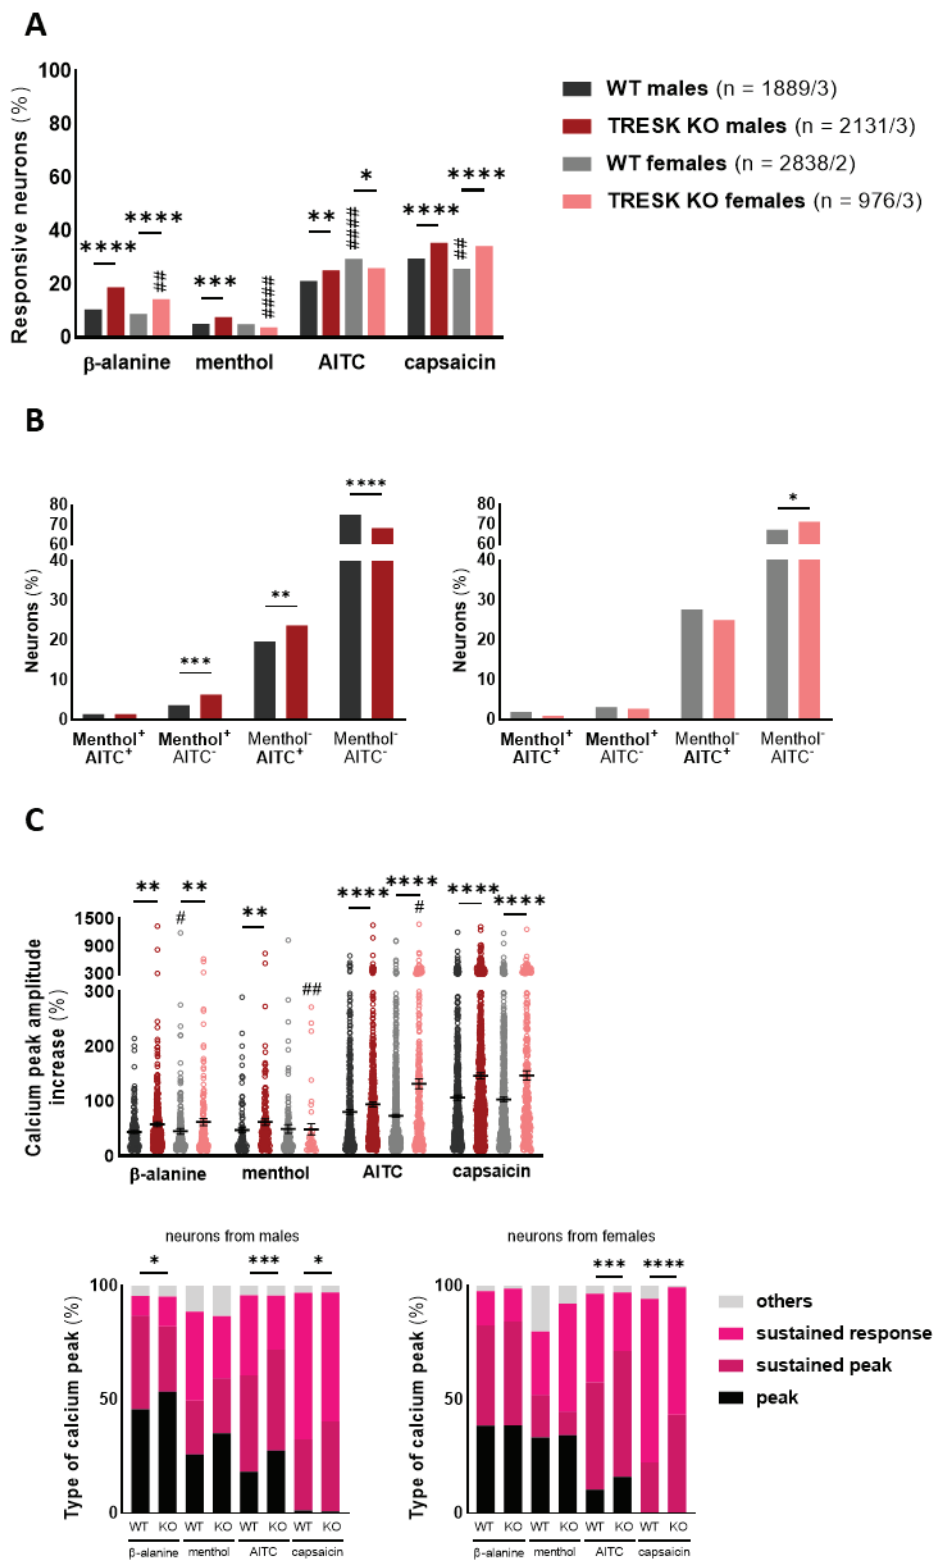 A
Responsive neurons (%)
100
80
60
40
20
0
**** **** ## *** #### ** #### * **** ## ****
β-alanine menthol AITC capsaicin
WT males (n = 1889/3)
TRESK KO males (n = 2131/3)
WT females (n = 2838/2)
TRESK KO females (n = 976/3)
B
Neurons (%)
80
70
60
40
30
20
10
0
*** ** ****
Menthol+ Menthol+ Menthol- Menthol-
AITC+ AITC- AITC+ AITC-
Neurons (%)
80
70
60
40
30
20
10
0
*
Menthol+ Menthol+ Menthol- Menthol-
AITC+ AITC- AITC+ AITC-
C
Calcium peak amplitude
increase (%)
1500
900
300
300
200
100
0
** # ** ** ## **** **** # **** ****
β-alanine menthol AITC capsaicin
neurons from males
* *** *
Type of calcium peak (%)
100
50
0
WT KO WT KO WT KO WT KO
β-alanine menthol AITC capsaicin
neurons from females
*** ****
Type of calcium peak (%)
100
50
0
WT KO WT KO WT KO WT KO
β-alanine menthol AITC capsaicin
others
sustained response
sustained peak
peak